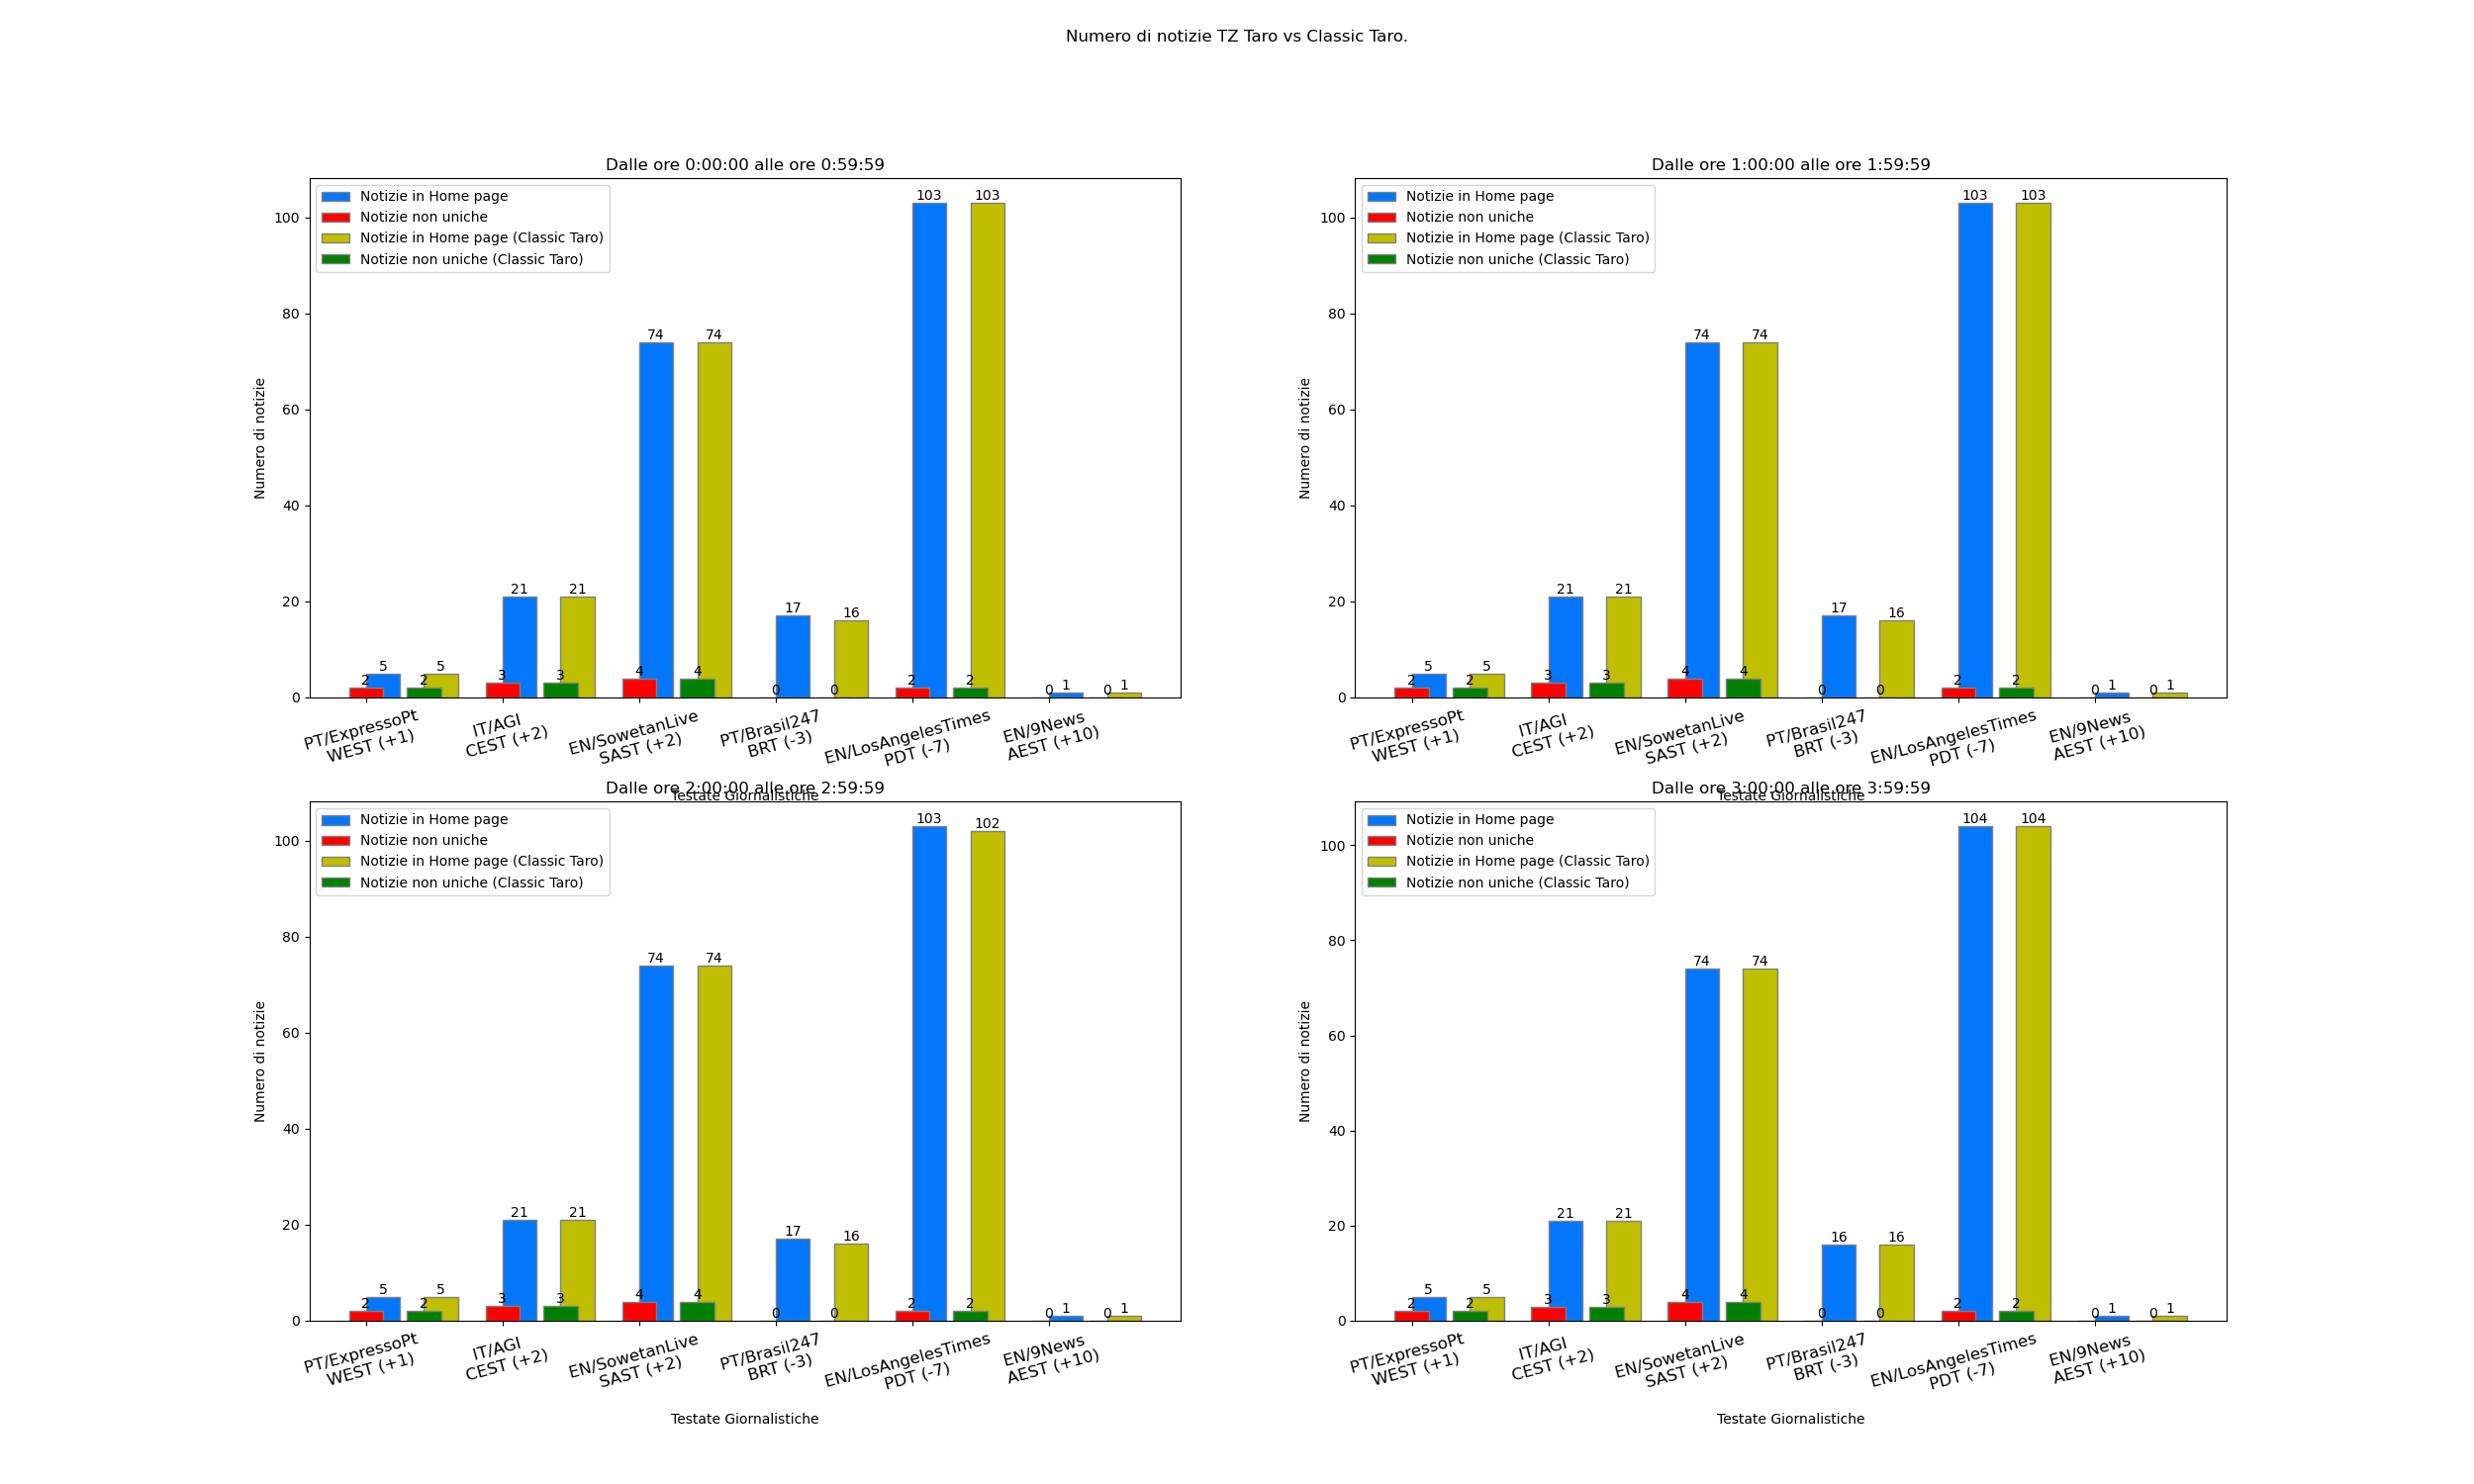 Numero di notizie TZ Taro vs Classic Taro.
Dalle ore 0:00:00 alle ore 0:59:59
Notizie in Home page
Notizie non uniche
Notizie in Home page (Classic Taro)
Notizie non uniche (Classic Taro)
Numero di notizie
100
80
60
40
20
0
2 5 2 5 3 21 3 21 4 74 4 74 0 17 0 16 2 103 2 103 0 1 0 1
PT/ExpressoPt
WEST (+1)
IT/AGI
CEST (+2)
EN/SowetanLive
SAST (+2)
PT/Brasil247
BRT (-3)
EN/LosAngelesTimes
PDT (-7)
EN/9News
AEST (+10)
Testate Giornalistiche
Dalle ore 1:00:00 alle ore 1:59:59
Notizie in Home page
Notizie non uniche
Notizie in Home page (Classic Taro)
Notizie non uniche (Classic Taro)
Numero di notizie
100
80
60
40
20
0
2 5 2 5 3 21 3 21 4 74 4 74 0 17 0 16 2 103 2 103 0 1 0 1
PT/ExpressoPt
WEST (+1)
IT/AGI
CEST (+2)
EN/SowetanLive
SAST (+2)
PT/Brasil247
BRT (-3)
EN/LosAngelesTimes
PDT (-7)
EN/9News
AEST (+10)
Testate Giornalistiche
Dalle ore 2:00:00 alle ore 2:59:59
Notizie in Home page
Notizie non uniche
Notizie in Home page (Classic Taro)
Notizie non uniche (Classic Taro)
Numero di notizie
100
80
60
40
20
0
2 5 2 5 3 21 3 21 4 74 4 74 0 17 0 16 2 103 2 102 0 1 0 1
PT/ExpressoPt
WEST (+1)
IT/AGI
CEST (+2)
EN/SowetanLive
SAST (+2)
PT/Brasil247
BRT (-3)
EN/LosAngelesTimes
PDT (-7)
EN/9News
AEST (+10)
Testate Giornalistiche
Dalle ore 3:00:00 alle ore 3:59:59
Notizie in Home page
Notizie non uniche
Notizie in Home page (Classic Taro)
Notizie non uniche (Classic Taro)
Numero di notizie
100
80
60
40
20
0
2 5 2 5 3 21 3 21 4 74 4 74 0 16 0 16 2 104 2 104 0 1 0 1
PT/ExpressoPt
WEST (+1)
IT/AGI
CEST (+2)
EN/SowetanLive
SAST (+2)
PT/Brasil247
BRT (-3)
EN/LosAngelesTimes
PDT (-7)
EN/9News
AEST (+10)
Testate Giornalistiche